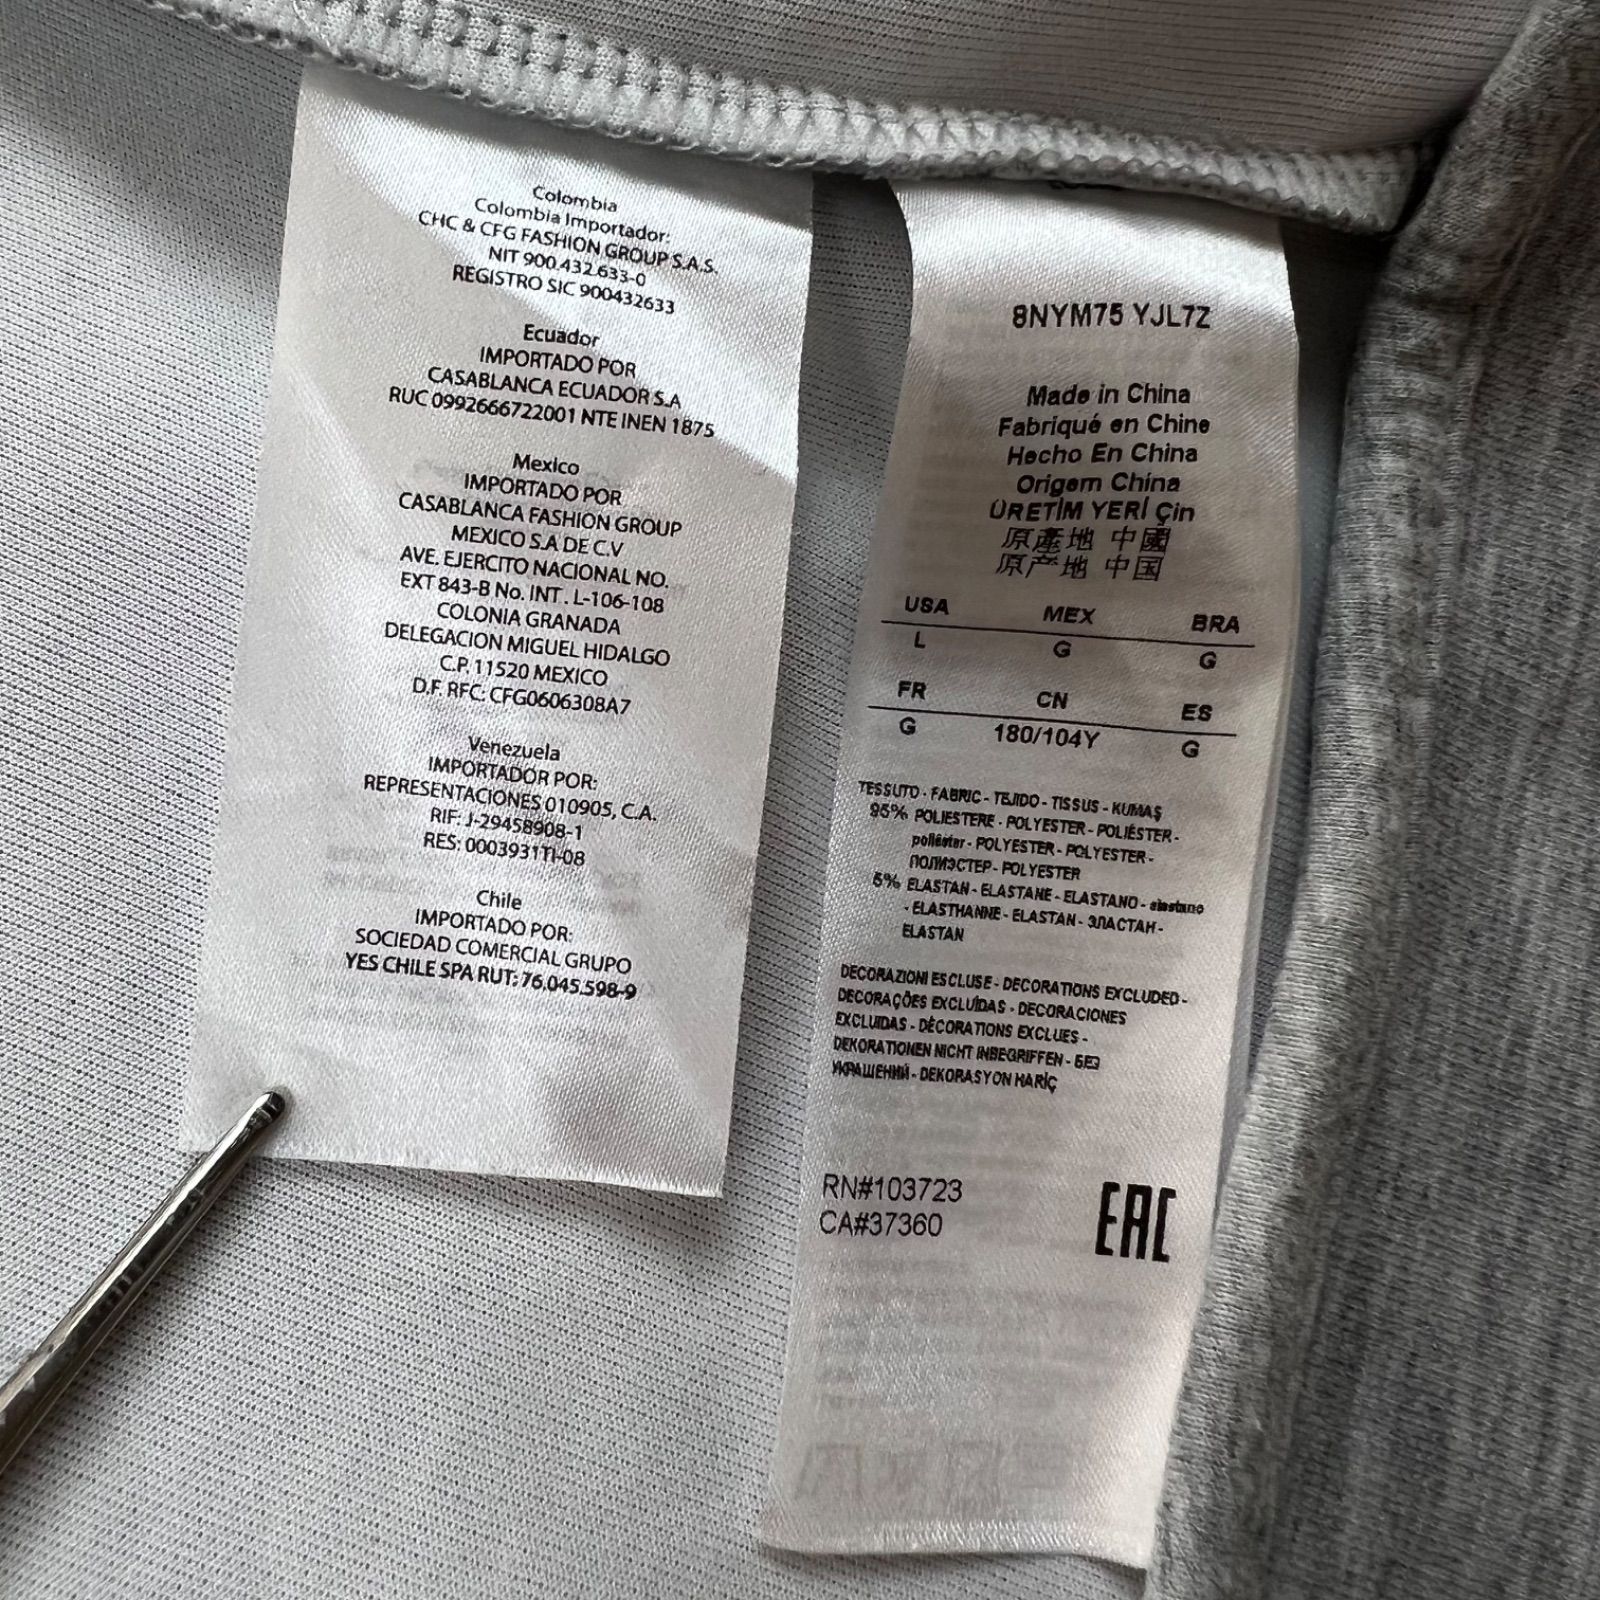 Colombia
Colombia Importador:
CHC & CFG FASHION GROUP S.A.S.
NIT 900.432.633-0
REGISTRO SIC 900432633
Ecuador
IMPORTADO POR
CASABLANCA ECUADOR S.A
RUC 0992666722001 NTE INEN 1875
Mexico
IMPORTADO POR
CASABLANCA FASHION GROUP
MEXICO S.A DE C.V
AVE. EJERCITO NACIONAL NO.
EXT 843-B No. INT . L-106-108
COLONIA GRANADA
DELEGACION MIGUEL HIDALGO
C.P. 11520 MEXICO
D.F. RFC: CFG0606308A7
Venezuela
IMPORTADOR POR:
REPRESENTACIONES 010905, C.A.
RIF: J-29458908-1
RES: 0003931TI-08
Chile
IMPORTADO POR:
SOCIEDAD COMERCIAL GRUPO
YES CHILE SPA RUT: 76.045.598-9
8NYM75 YJL7Z
Made in China
Fabriqué en Chine
Hecho En China
Origem China
ÜRETİM YERİ Çin
原產地 中國
原产地 中国
USA MEX BRA
L G G
FR CN ES
G 180/104Y G
TESSUTO - FABRIC - TEJIDO - TISSUS - KUMAŞ
95% POLIESTERE - POLYESTER - POLIÉSTER -
poliéster - POLYESTER - POLYESTER -
ПОЛИЭСТЕР - POLYESTER
5% ELASTAN - ELASTANE - ELASTANO - elastano
- ELASTHANNE - ELASTAN - ЭЛАСТАН -
ELASTAN
DECORAZIONI ESCLUSE - DECORATIONS EXCLUDED -
DECORAÇÕES EXCLUÍDAS - DECORACIONES
EXCLUIDAS - DÉCORATIONS EXCLUES -
DEKORATIONEN NICHT INBEGRIFFEN - БЕЗ
УКРАШЕНИЙ - DEKORASYON HARİÇ
RN#103723
CA#37360
EAC